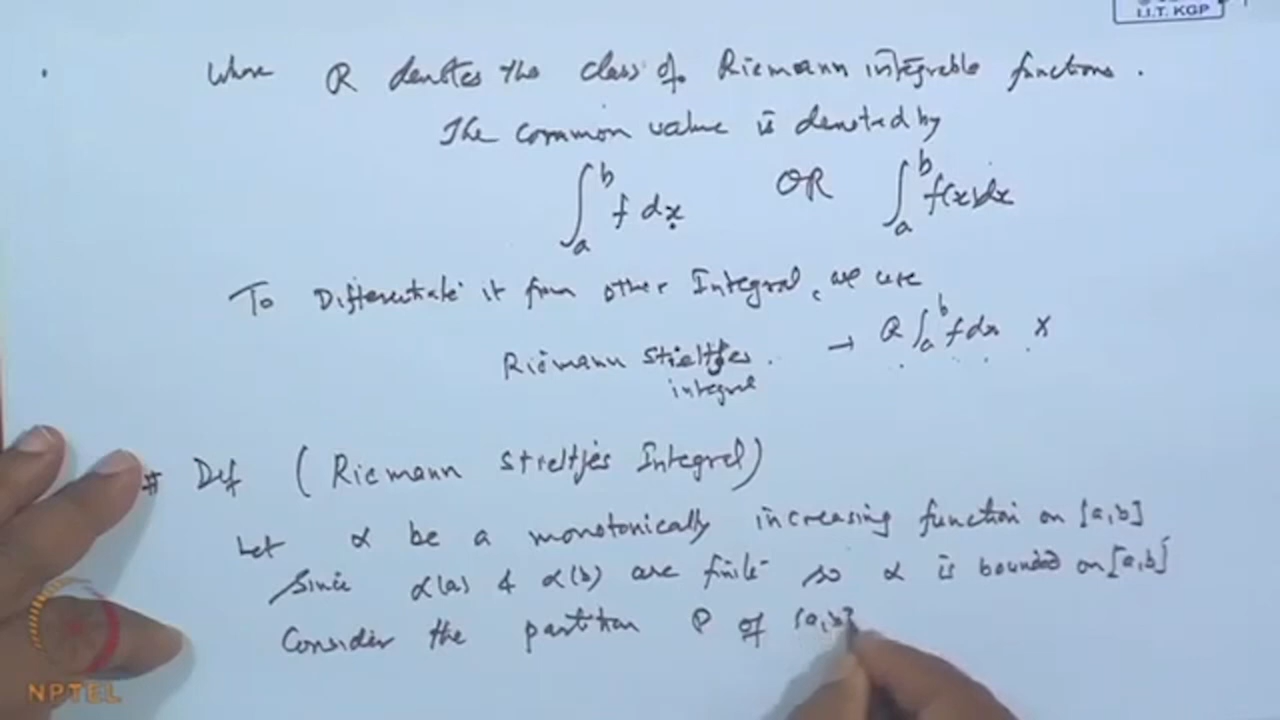 I.I.T. KGP
where R denotes the class of Riemann integrable functions.
The common value is denoted by
∫_a^b f dx OR ∫_a^b f(x)dx
To Differentiate it from other Integral, we use
Riemann Stieltjes. → R ∫_a^b f dx X
integral
# Def (Riemann Stieltjes Integral)
Let α be a monotonically increasing function on [a,b]
Since α(a) & α(b) are finite so α is bounded on [a,b]
Consider the partition P of [a,b]
NPTEL